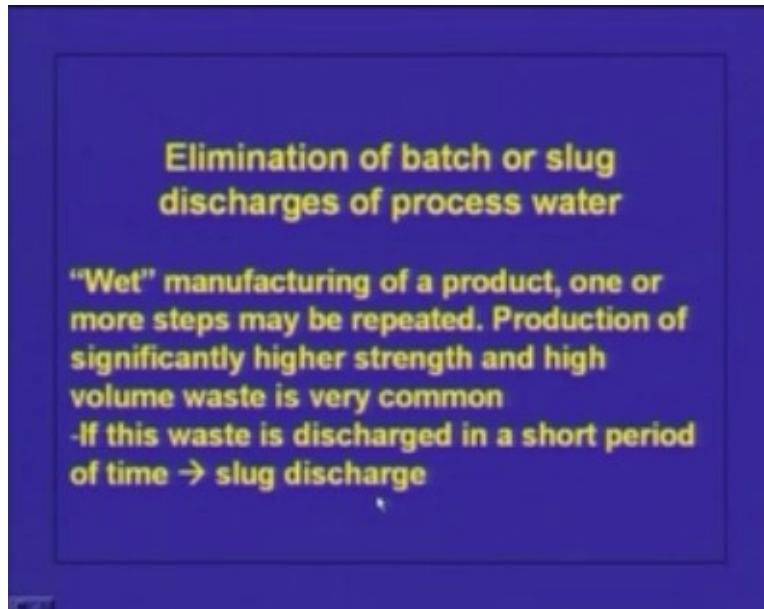 Elimination of batch or slug
discharges of process water
“Wet” manufacturing of a product, one or
more steps may be repeated. Production of
significantly higher strength and high
volume waste is very common
-If this waste is discharged in a short period
of time → slug discharge